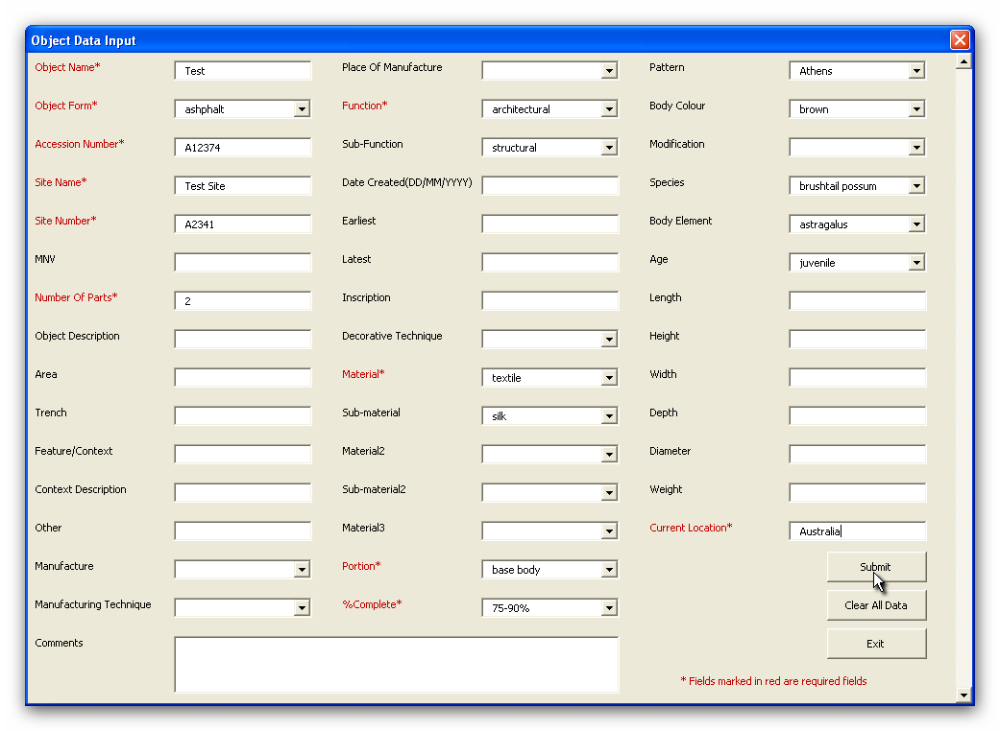 Object Data Input
Object Name* Test Place Of Manufacture Pattern Athens
Object Form* ashphalt Function* architectural Body Colour brown
Accession Number* A12374 Sub-Function structural Modification
Site Name* Test Site Date Created(DD/MM/YYYY) Species brushtail possum
Site Number* A2341 Earliest Body Element astragalus
MNV Latest Age juvenile
Number Of Parts* 2 Inscription Length
Object Description Decorative Technique Height
Area Material* textile Width
Trench Sub-material silk Depth
Feature/Context Material2 Diameter
Context Description Sub-material2 Weight
Other Material3 Current Location* Australia
Manufacture Portion* base body Submit
Manufacturing Technique %Complete* 75-90% Clear All Data
Comments Exit
* Fields marked in red are required fields